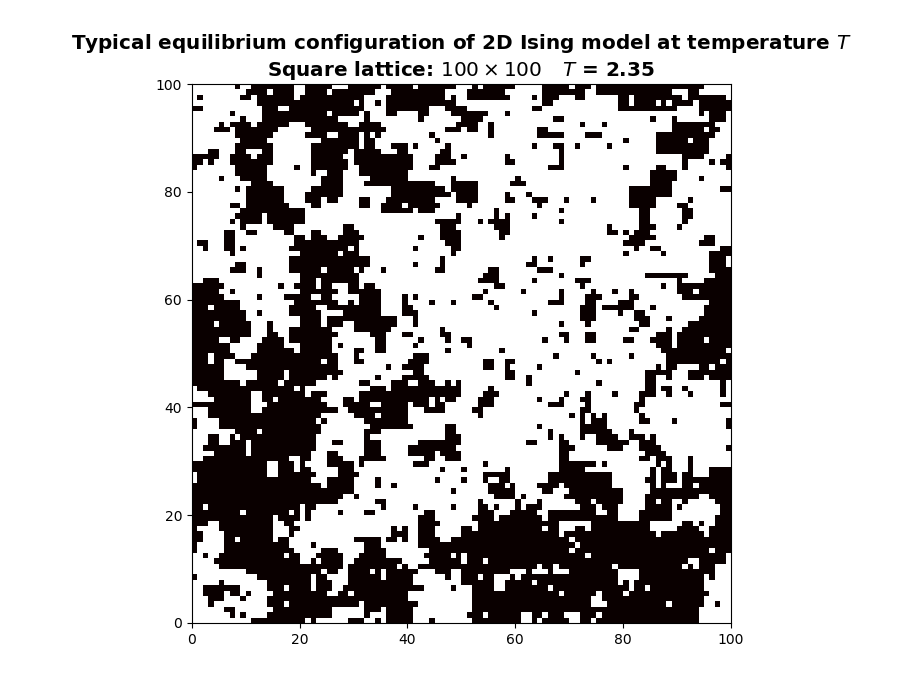 Typical equilibrium configuration of 2D Ising model at temperature T
Square lattice: 100 × 100 T = 2.35
100
80
60
40
20
0
0 20 40 60 80 100